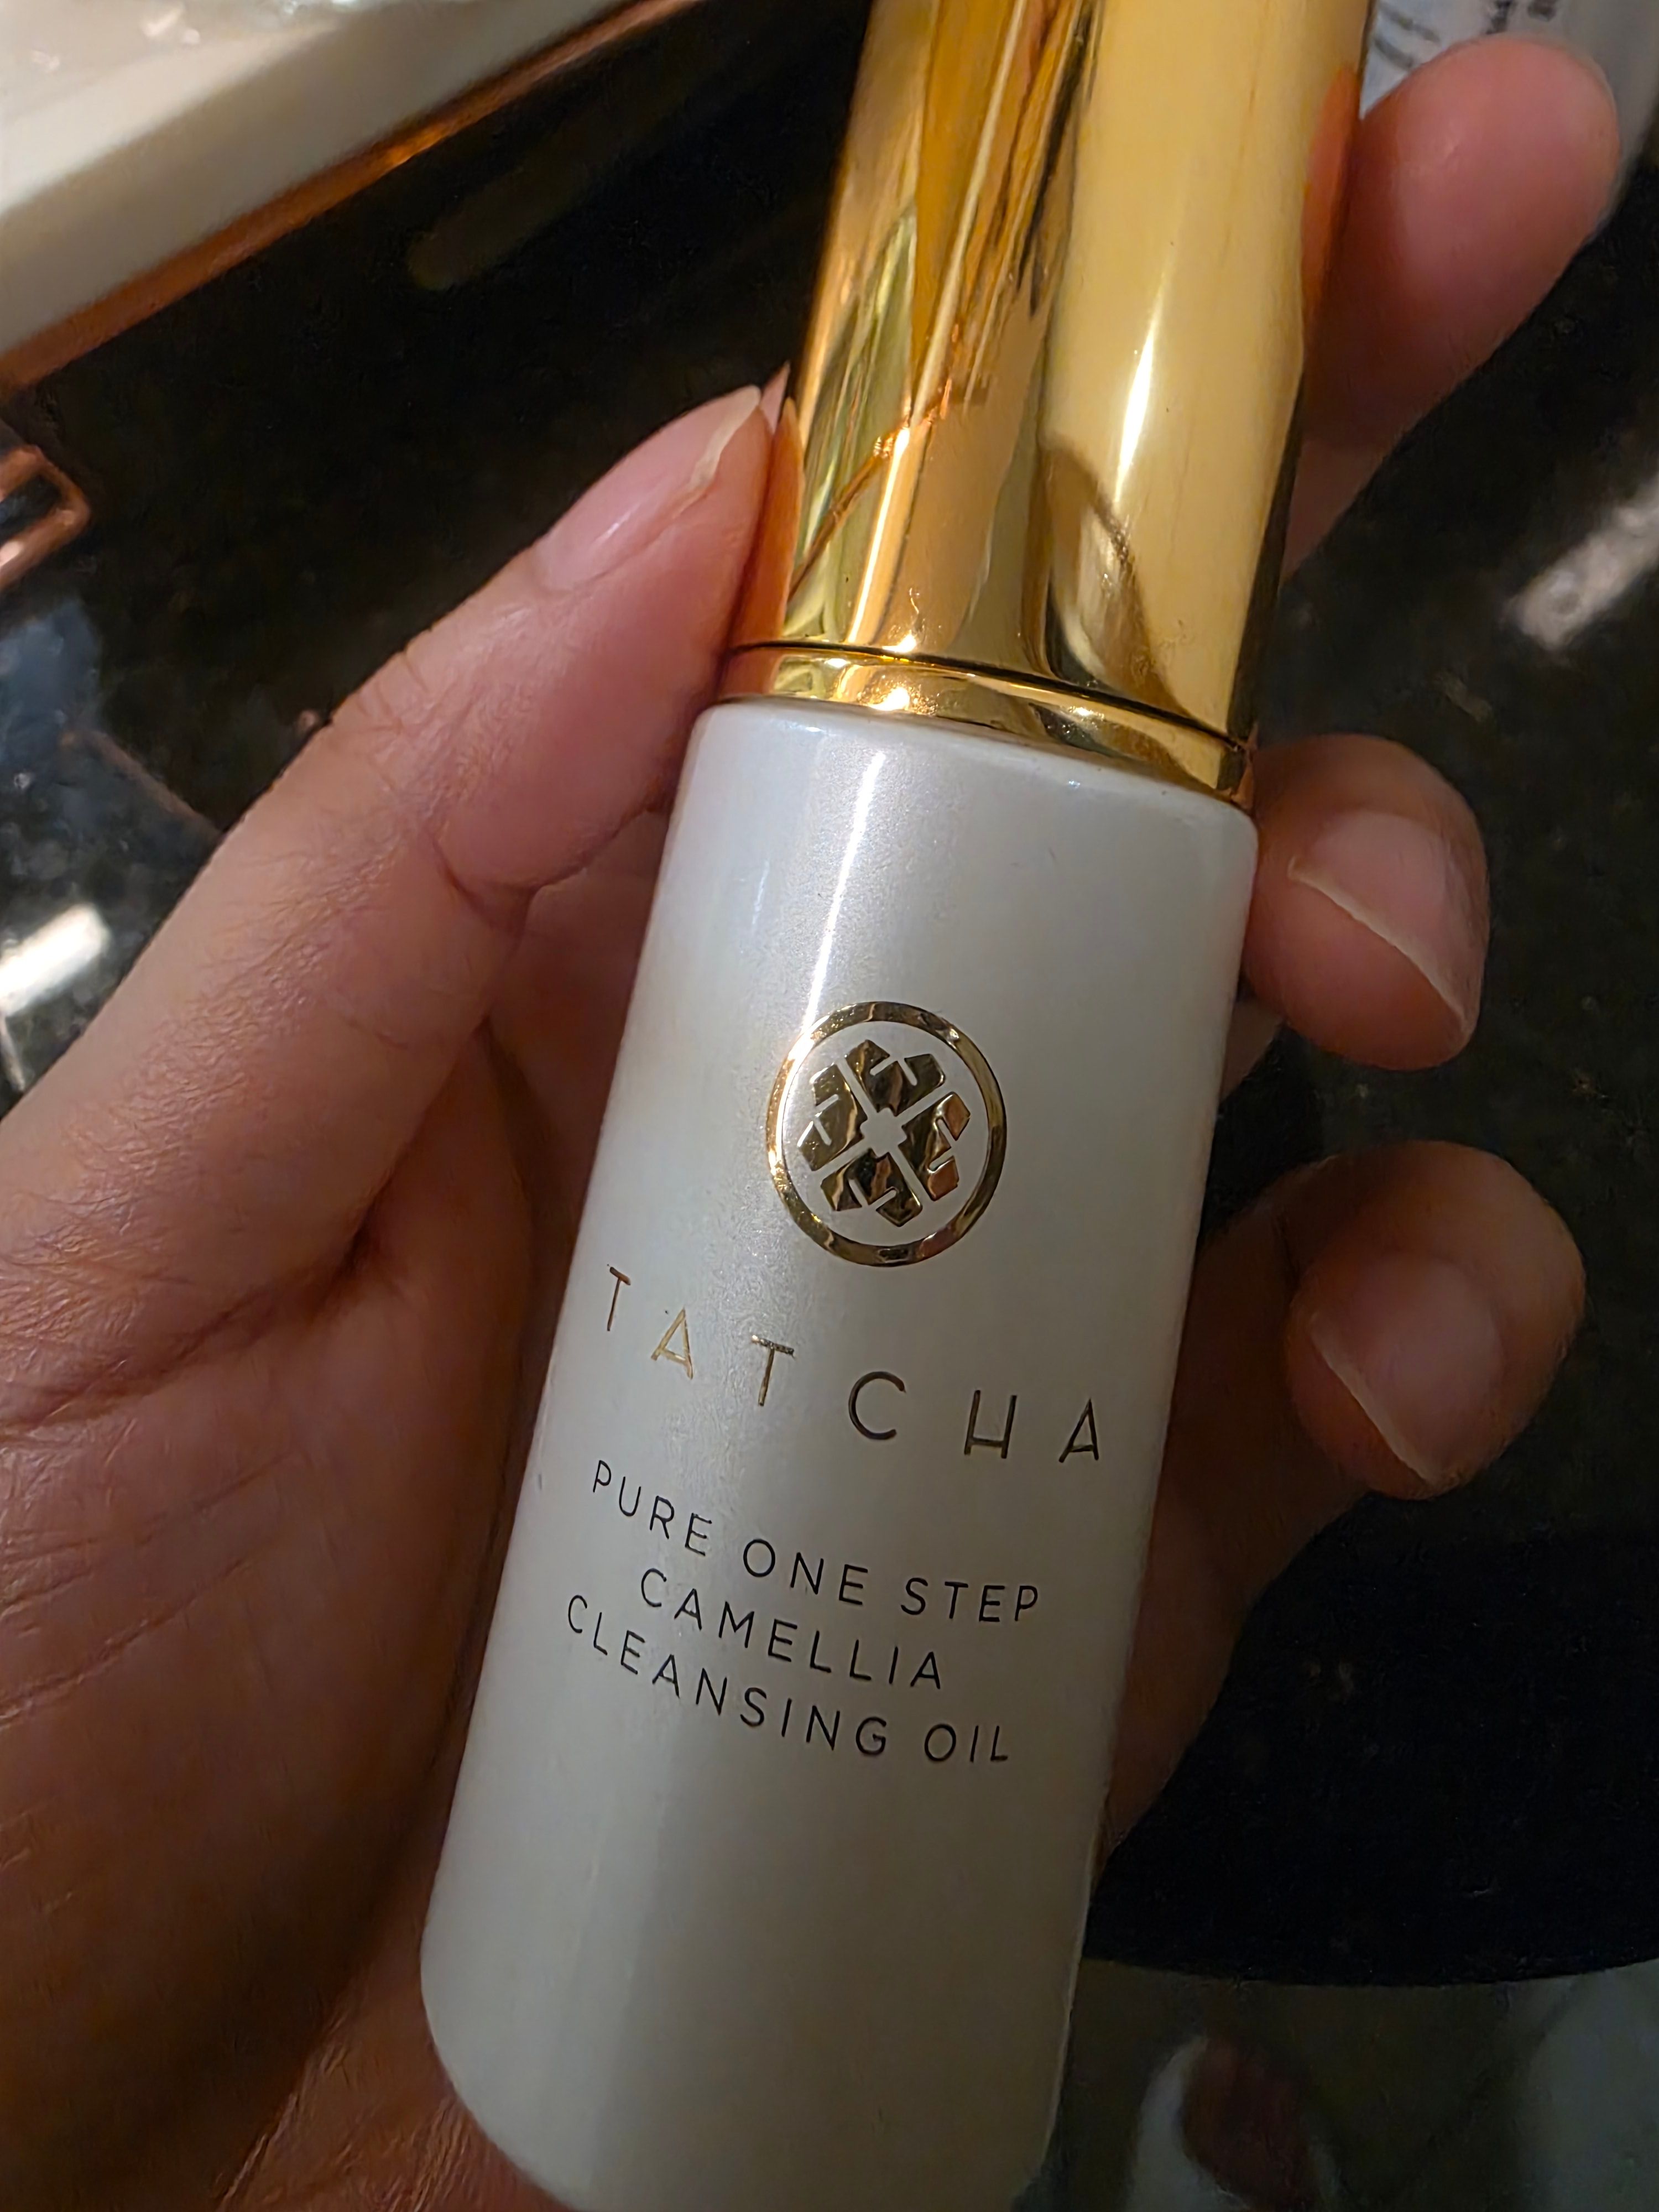 TATCHA
PURE ONE STEP
CAMELLIA
CLEANSING OIL